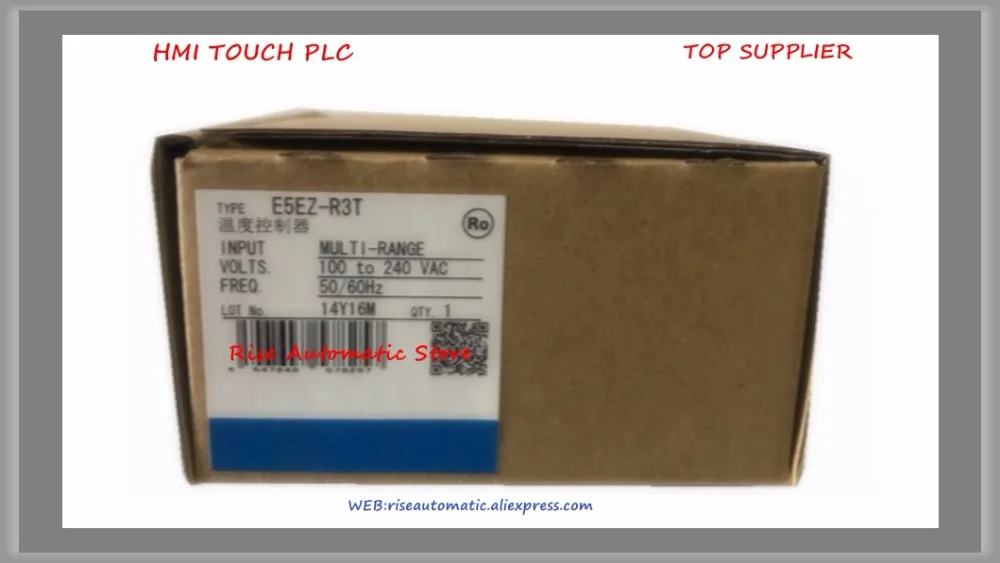 HMI TOUCH PLC
TOP SUPPLIER
TYPE E5EZ-R3T
温度控制器
Ro
INPUT MULTI-RANGE
VOLTS. 100 to 240 VAC
FREQ. 50/60Hz
LOT No. 14Y16M QTY. 1
Rise Automatic Store
WEB:riseautomatic.aliexpress.com